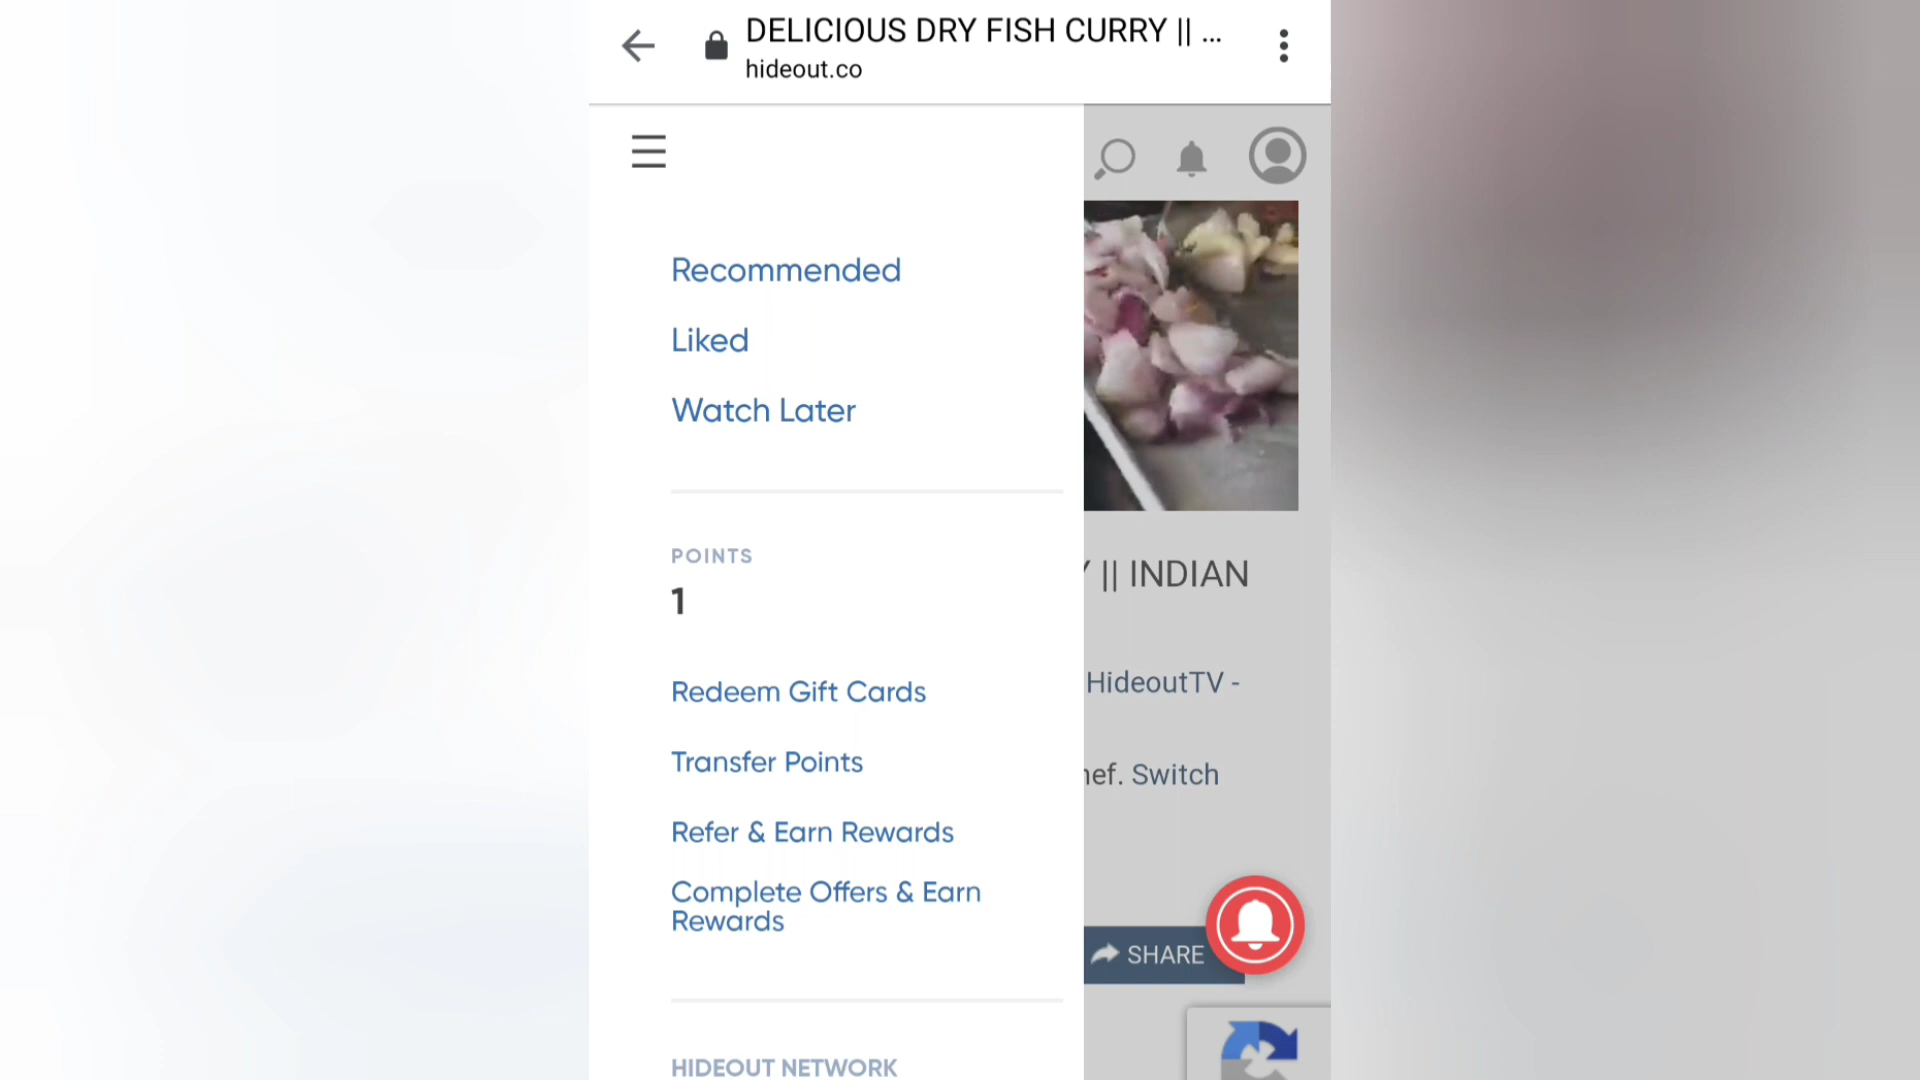 DELICIOUS DRY FISH CURRY || ...
hideout.co
Recommended
Liked
Watch Later
POINTS
1
Redeem Gift Cards
Transfer Points
Refer & Earn Rewards
Complete Offers & Earn
Rewards
HIDEOUT NETWORK
|| INDIAN
HideoutTV -
Switch
SHARE